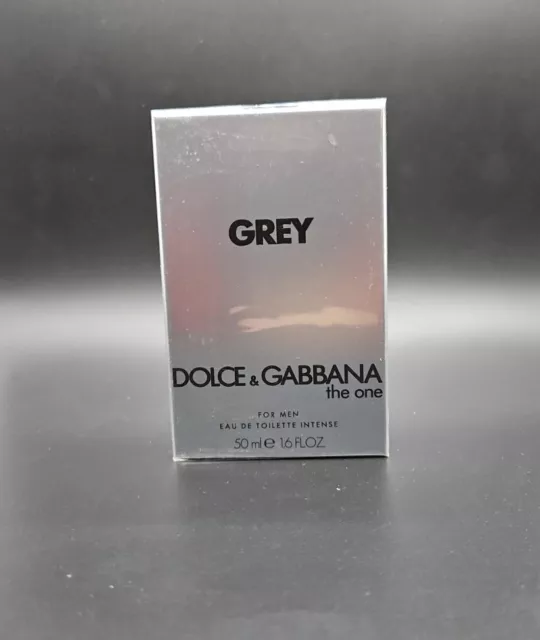 GREY
DOLCE & GABBANA
the one
FOR MEN
EAU DE TOILETTE INTENSE
50 ml ℮ 1.6 FL.OZ.